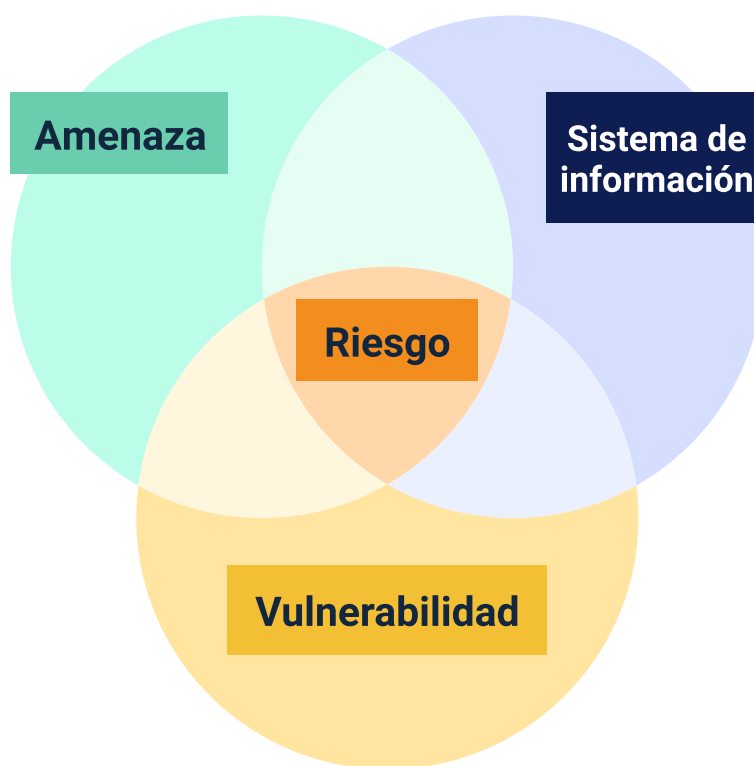 Amenaza
Sistema de
información
Riesgo
Vulnerabilidad